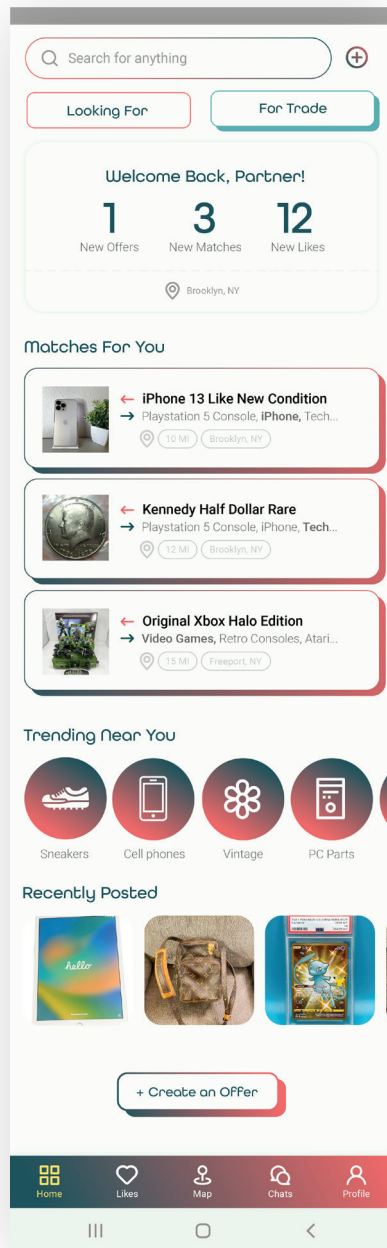 Search for anything
Looking For
For Trade
Welcome Back, Partner!
1 3 12
New Offers New Matches New Likes
Brooklyn, NY
Matches For You
← iPhone 13 Like New Condition
→ Playstation 5 Console, iPhone, Tech...
10 MI Brooklyn, NY
← Kennedy Half Dollar Rare
→ Playstation 5 Console, iPhone, Tech...
12 MI Brooklyn, NY
← Original Xbox Halo Edition
→ Video Games, Retro Consoles, Atari...
15 MI Freeport, NY
Trending Near You
Sneakers Cell phones Vintage PC Parts
Recently Posted
hello
+ Create an Offer
Home Likes Map Chats Profile